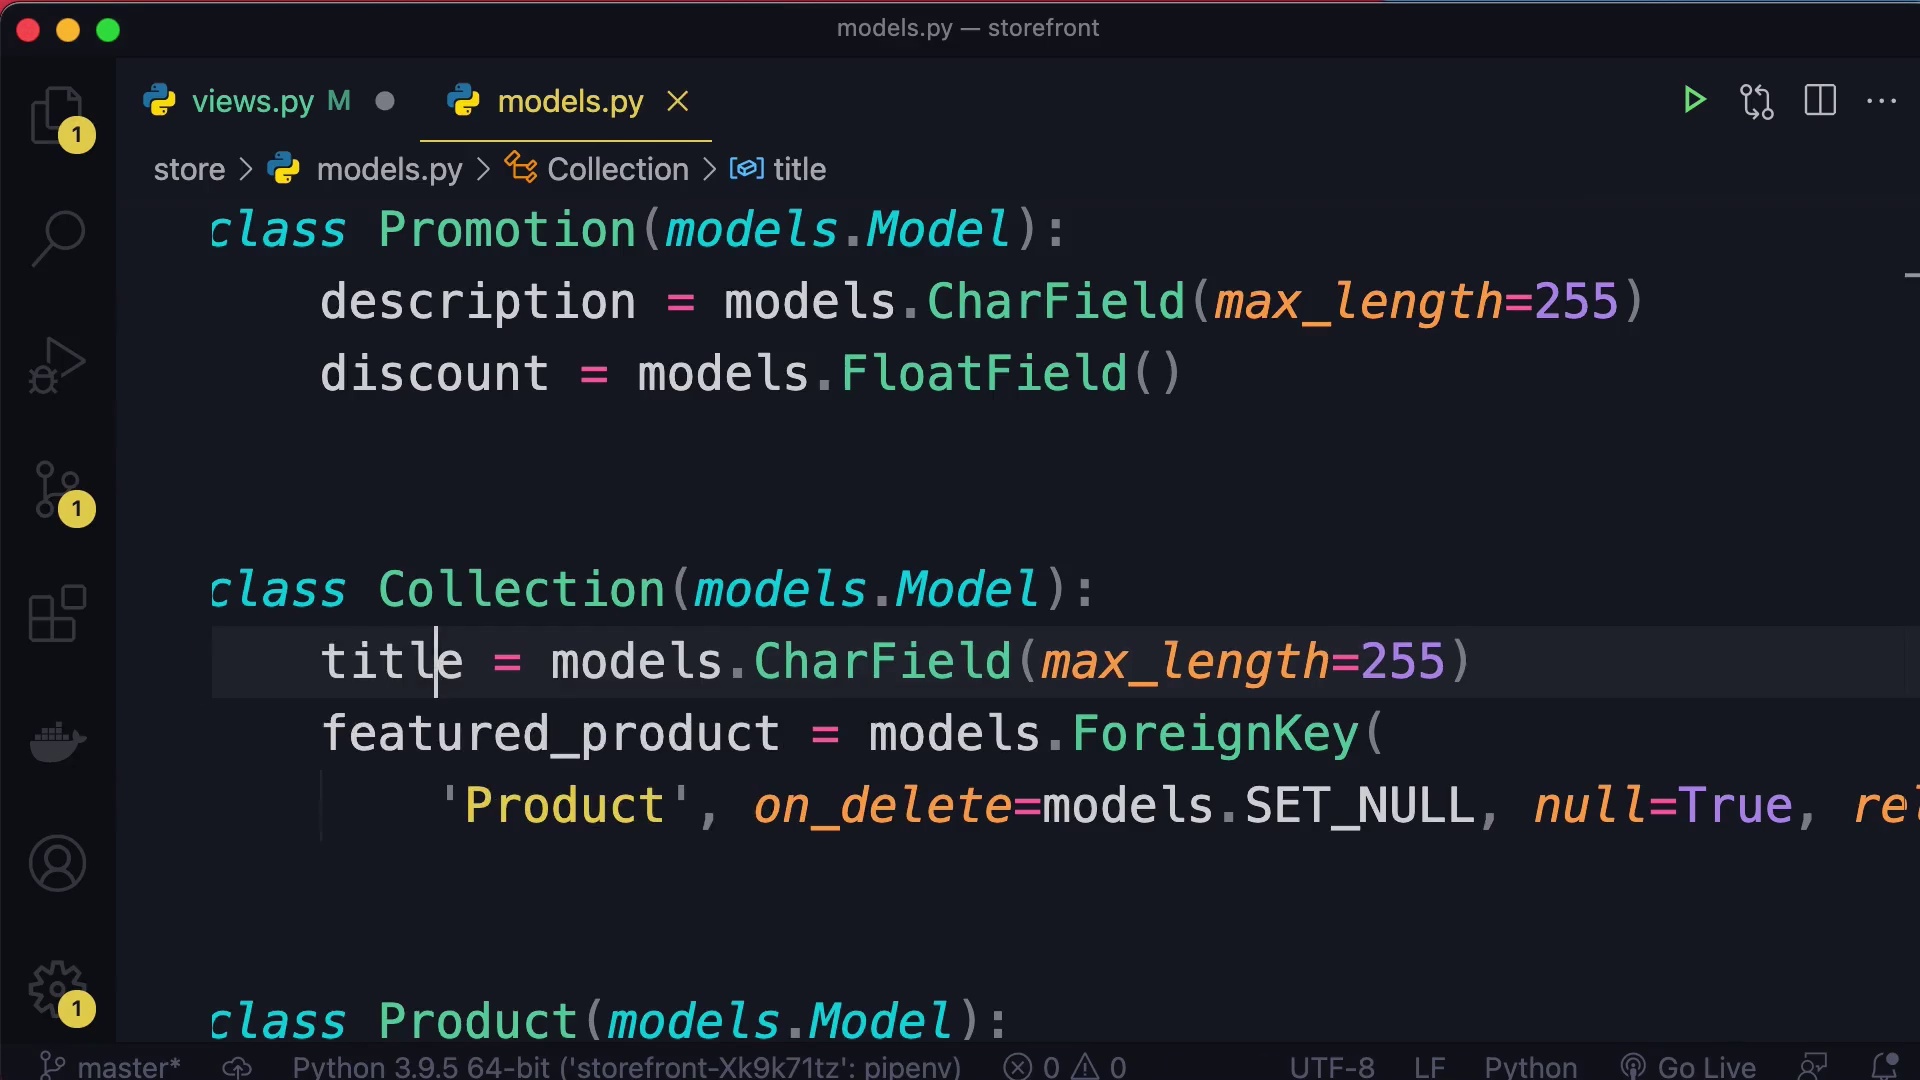 models.py — storefront
views.py M models.py
store > models.py > Collection > title
class Promotion(models.Model):
description = models.CharField(max_length=255)
discount = models.FloatField()
class Collection(models.Model):
title = models.CharField(max_length=255)
featured_product = models.ForeignKey(
'Product', on_delete=models.SET_NULL, null=True, rel
class Product(models.Model):
1
1
1
master* Python 3.9.5 64-bit ('storefront-Xk9k71tz': pipenv) 0 0 UTF-8 LF Python Go Live